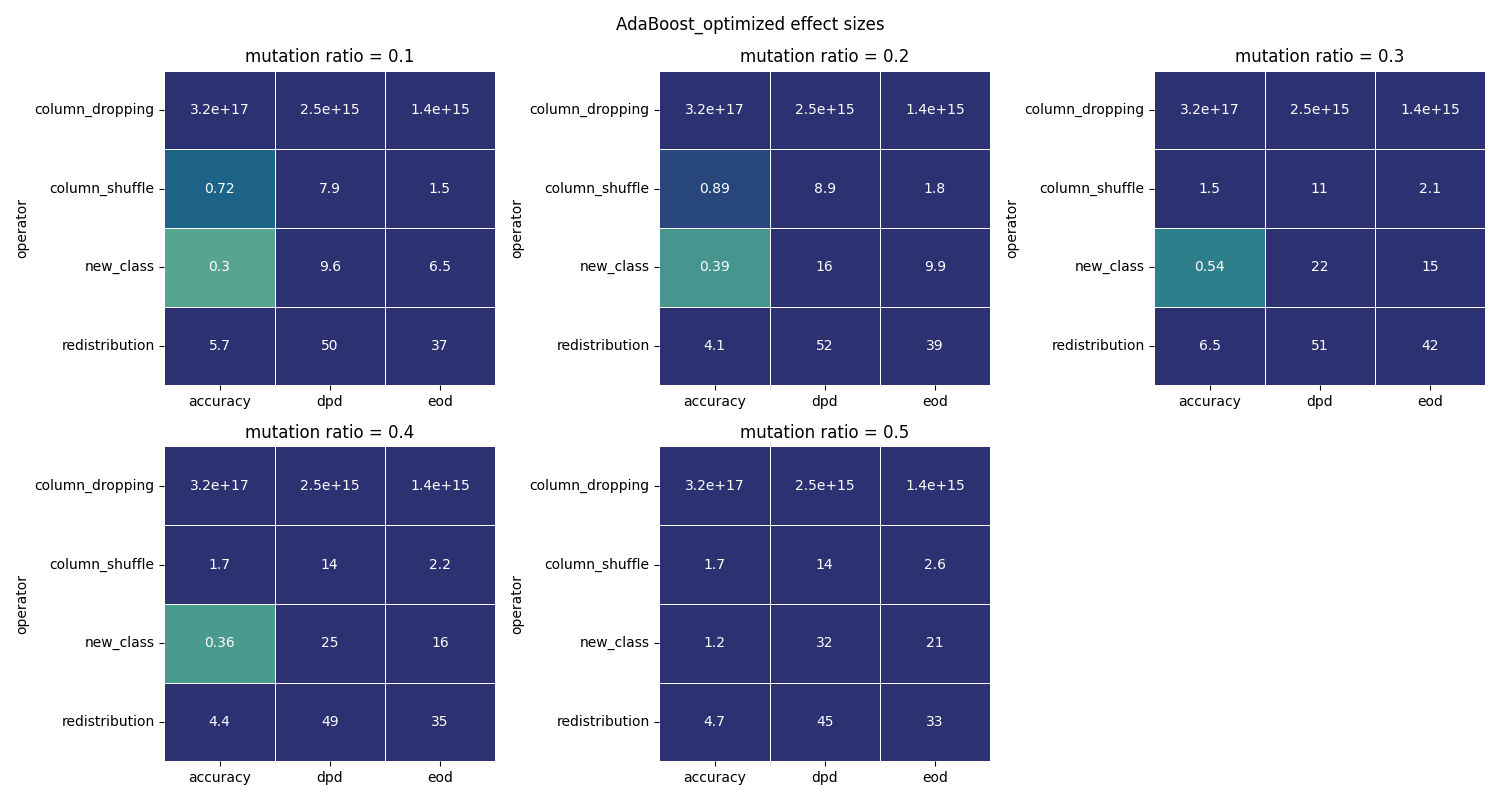 AdaBoost_optimized effect sizes
mutation ratio = 0.1
operator
column_dropping 3.2e+17 2.5e+15 1.4e+15
column_shuffle 0.72 7.9 1.5
new_class 0.3 9.6 6.5
redistribution 5.7 50 37
accuracy dpd eod
mutation ratio = 0.2
operator
column_dropping 3.2e+17 2.5e+15 1.4e+15
column_shuffle 0.89 8.9 1.8
new_class 0.39 16 9.9
redistribution 4.1 52 39
accuracy dpd eod
mutation ratio = 0.3
operator
column_dropping 3.2e+17 2.5e+15 1.4e+15
column_shuffle 1.5 11 2.1
new_class 0.54 22 15
redistribution 6.5 51 42
accuracy dpd eod
mutation ratio = 0.4
operator
column_dropping 3.2e+17 2.5e+15 1.4e+15
column_shuffle 1.7 14 2.2
new_class 0.36 25 16
redistribution 4.4 49 35
accuracy dpd eod
mutation ratio = 0.5
operator
column_dropping 3.2e+17 2.5e+15 1.4e+15
column_shuffle 1.7 14 2.6
new_class 1.2 32 21
redistribution 4.7 45 33
accuracy dpd eod